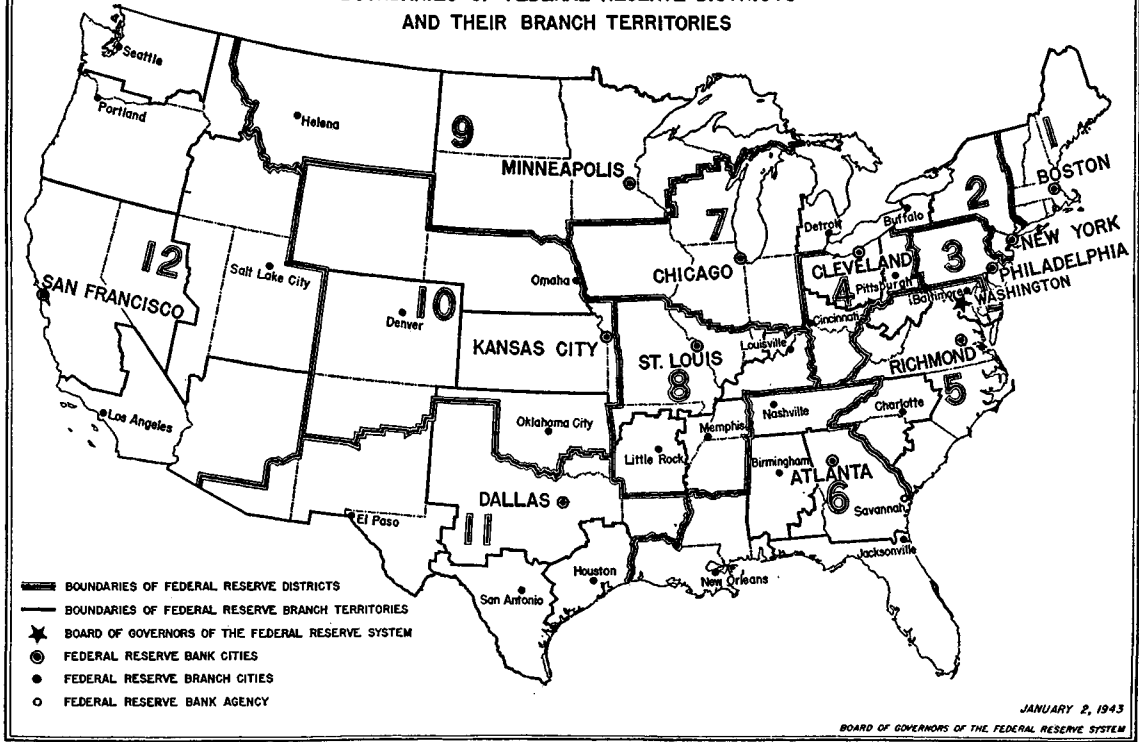 BOUNDARIES OF FEDERAL RESERVE DISTRICTS
AND THEIR BRANCH TERRITORIES
Seattle
Portland
Helena
9
MINNEAPOLIS
1
BOSTON
2
Buffalo
Detroit
NEW YORK
7
CHICAGO
CLEVELAND
3
PHILADELPHIA
4
Pittsburgh
Baltimore
WASHINGTON
Cincinnati
12
SAN FRANCISCO
Salt Lake City
Omaha
10
Denver
KANSAS CITY
ST. LOUIS
8
Louisville
RICHMOND
5
Los Angeles
Oklahoma City
Nashville
Charlotte
Memphis
Little Rock
Birmingham
ATLANTA
6
Savannah
DALLAS
11
El Paso
Jacksonville
Houston
New Orleans
San Antonio
BOUNDARIES OF FEDERAL RESERVE DISTRICTS
BOUNDARIES OF FEDERAL RESERVE BRANCH TERRITORIES
BOARD OF GOVERNORS OF THE FEDERAL RESERVE SYSTEM
FEDERAL RESERVE BANK CITIES
FEDERAL RESERVE BRANCH CITIES
FEDERAL RESERVE BANK AGENCY
JANUARY 2, 1943
BOARD OF GOVERNORS OF THE FEDERAL RESERVE SYSTEM